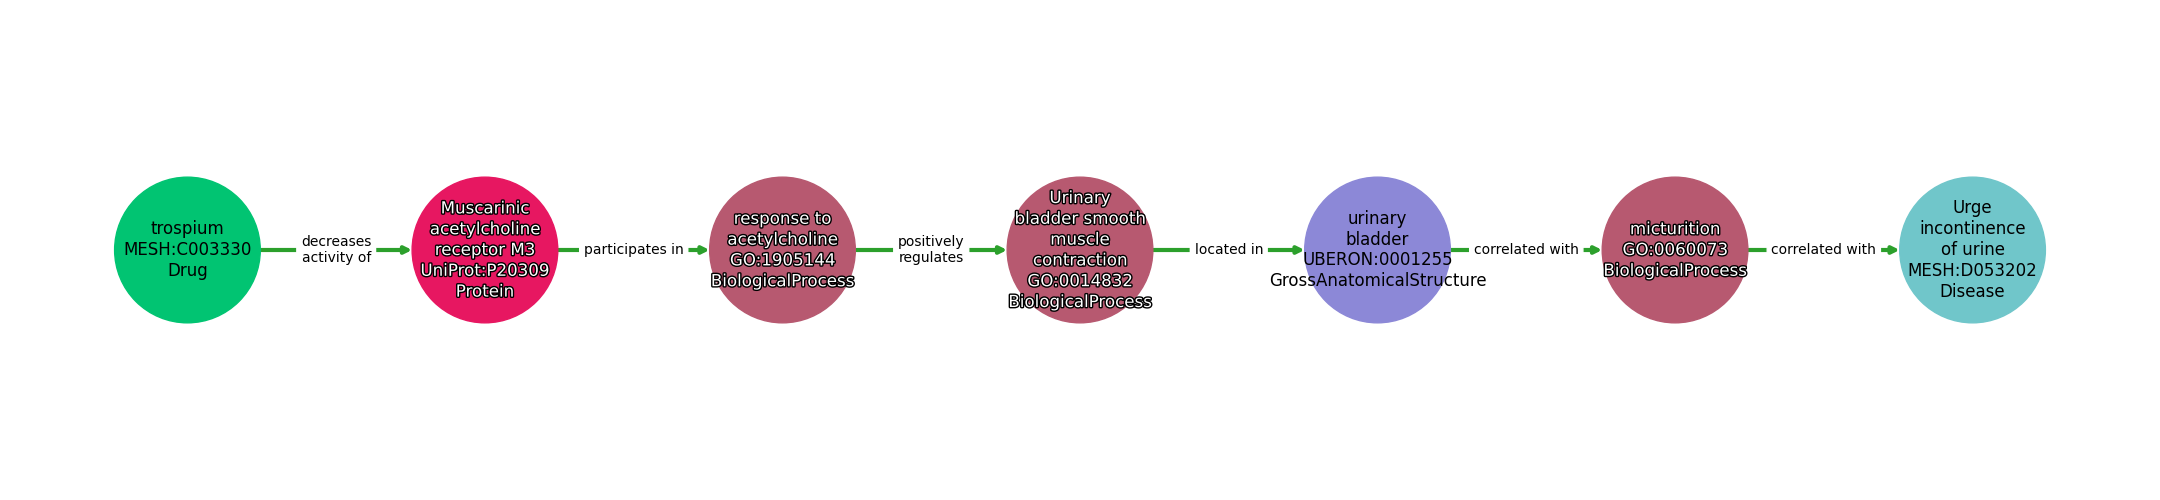 trospium
MESH:C003330
Drug
decreases
activity of
Muscarinic
acetylcholine
receptor M3
UniProt:P20309
Protein
participates in
response to
acetylcholine
GO:1905144
BiologicalProcess
positively
regulates
Urinary
bladder smooth
muscle
contraction
GO:0014832
BiologicalProcess
located in
urinary
bladder
UBERON:0001255
GrossAnatomicalStructure
correlated with
micturition
GO:0060073
BiologicalProcess
correlated with
Urge
incontinence
of urine
MESH:D053202
Disease